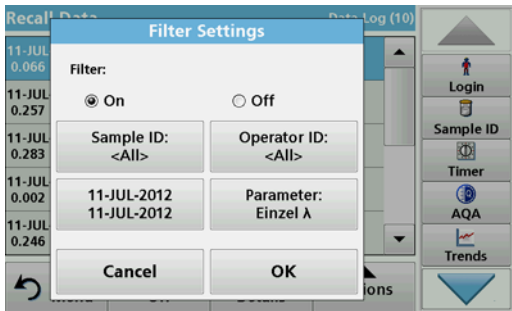 Recall Data
Data Log (10)
Filter Settings
11-JUL
0.066
11-JUL
0.257
11-JUL
0.283
11-JUL
0.002
11-JUL
0.246
Filter:
On
Off
Sample ID:
<All>
Operator ID:
<All>
11-JUL-2012
11-JUL-2012
Parameter:
Einzel λ
Cancel
OK
Login
Sample ID
Timer
AQA
Trends